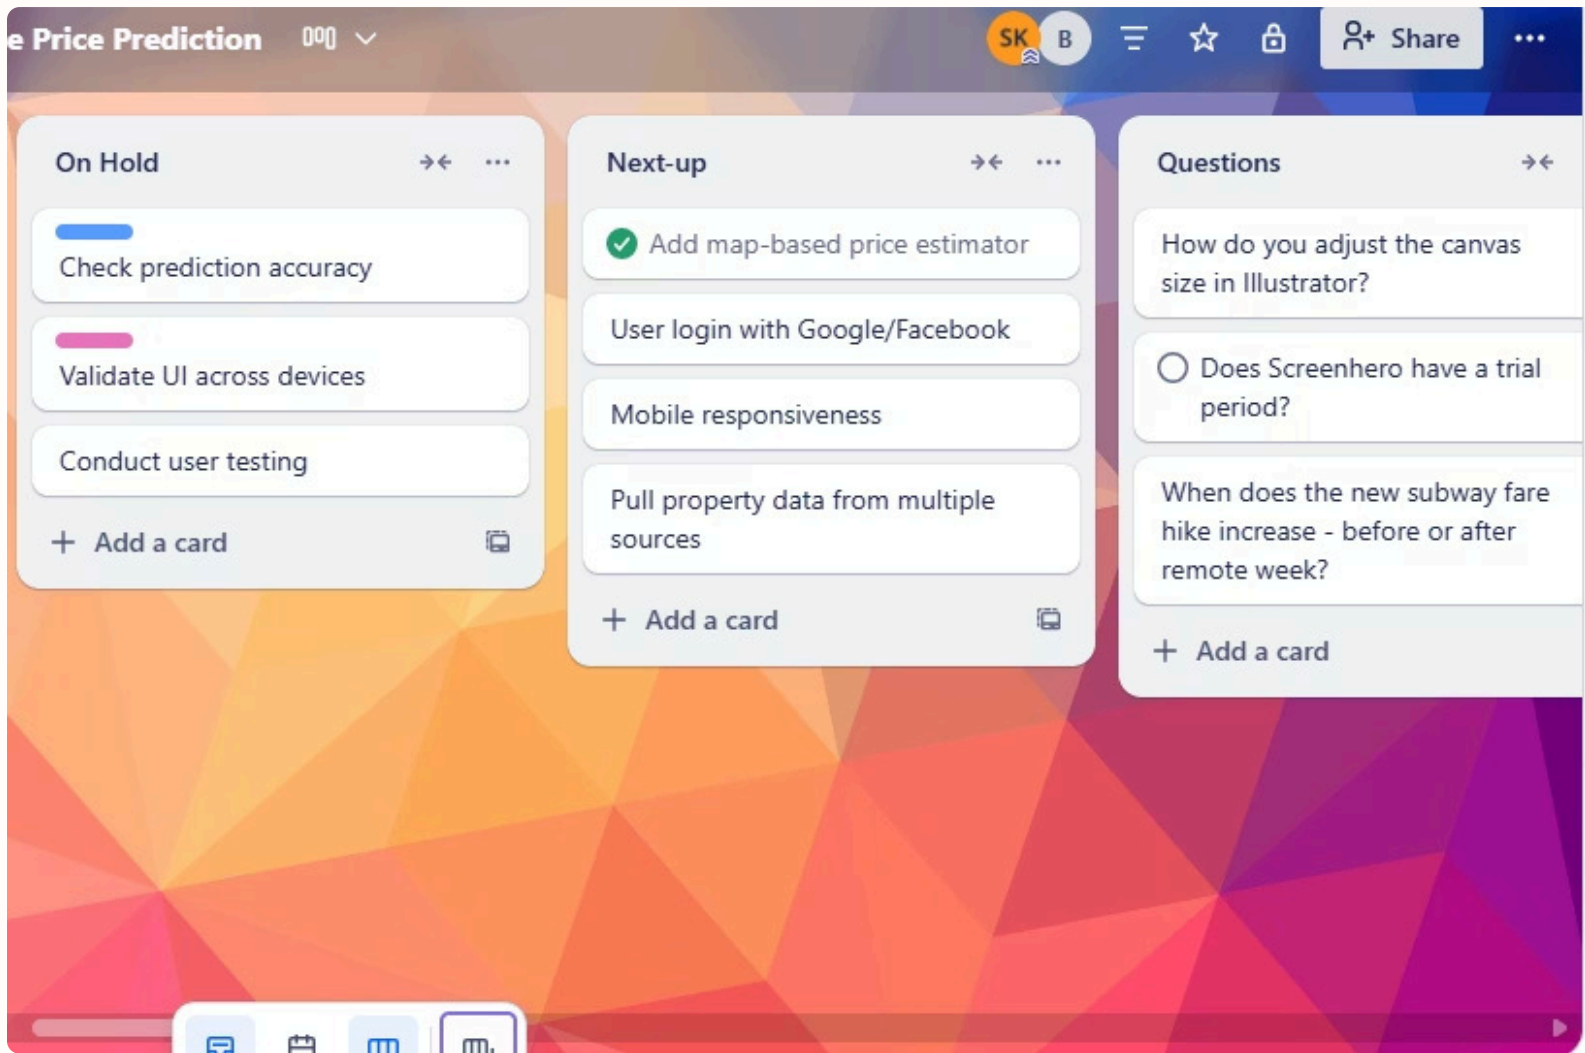 e Price Prediction
SK
B
Share
On Hold
Check prediction accuracy
Validate UI across devices
Conduct user testing
Add a card
Next-up
Add map-based price estimator
User login with Google/Facebook
Mobile responsiveness
Pull property data from multiple
sources
Add a card
Questions
How do you adjust the canvas
size in Illustrator?
Does Screenhero have a trial
period?
When does the new subway fare
hike increase - before or after
remote week?
Add a card